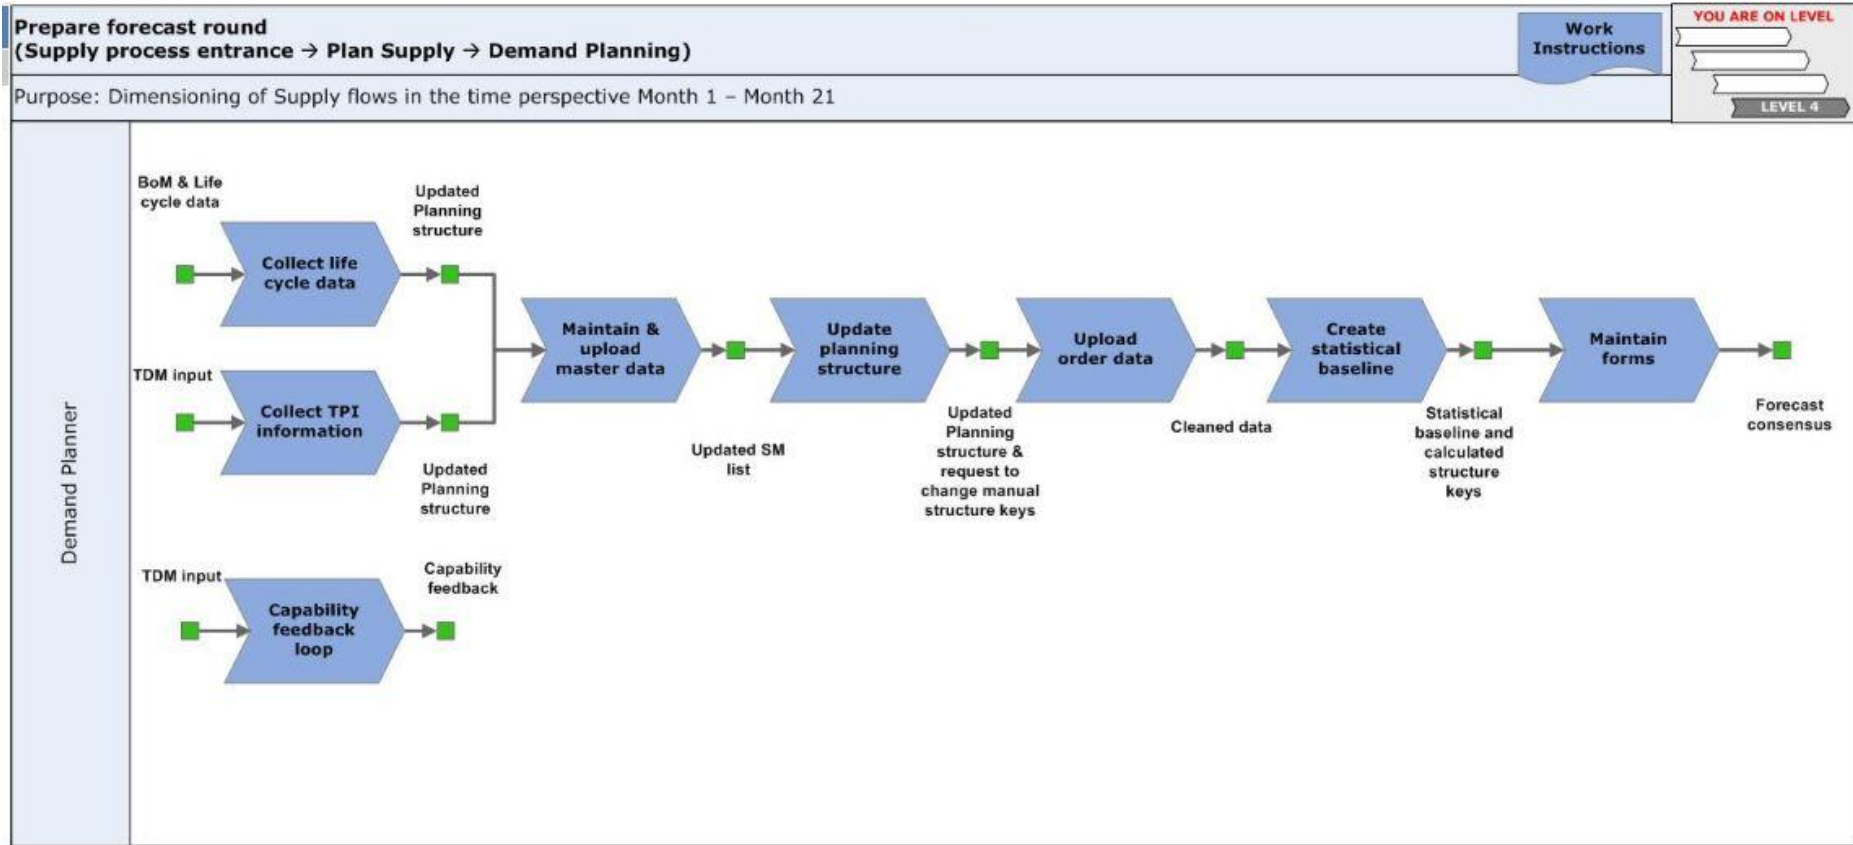 Prepare forecast round
(Supply process entrance → Plan Supply → Demand Planning)
Work
Instructions
YOU ARE ON LEVEL
LEVEL 4
Purpose: Dimensioning of Supply flows in the time perspective Month 1 – Month 21
Demand Planner
BoM & Life
cycle data
Collect life
cycle data
Updated
Planning
structure
TDM input
Collect TPI
information
Updated
Planning
structure
Maintain &
upload
master data
Updated SM
list
Update
planning
structure
Updated
Planning
structure &
request to
change manual
structure keys
Upload
order data
Cleaned data
Create
statistical
baseline
Statistical
baseline and
calculated
structure
keys
Maintain
forms
Forecast
consensus
TDM input
Capability
feedback
loop
Capability
feedback